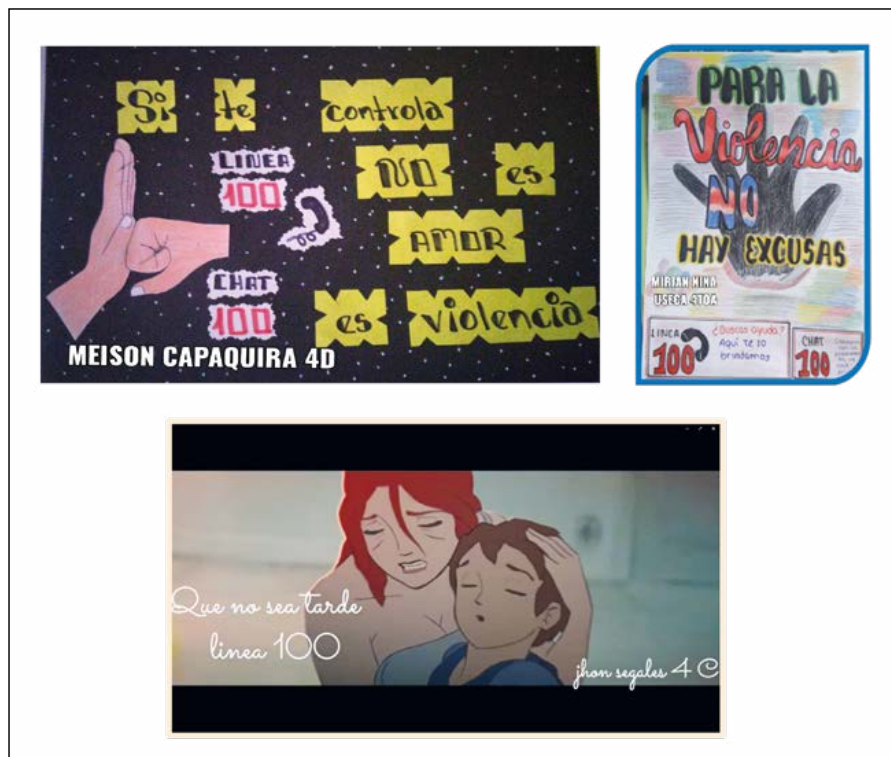 Si te controla
NO es
AMOR
es violencia
LINEA
100
CHAT
100
MEISON CAPAQUIRA 4D
PARA LA
Violencia
NO
HAY EXCUSAS
MIRIAN NINA
USECA 4TOA
LINEA
100
¿Buscas ayuda?
Aquí te lo
brindamos
CHAT
100
Que no sea tarde
linea 100
jhon segales 4 C